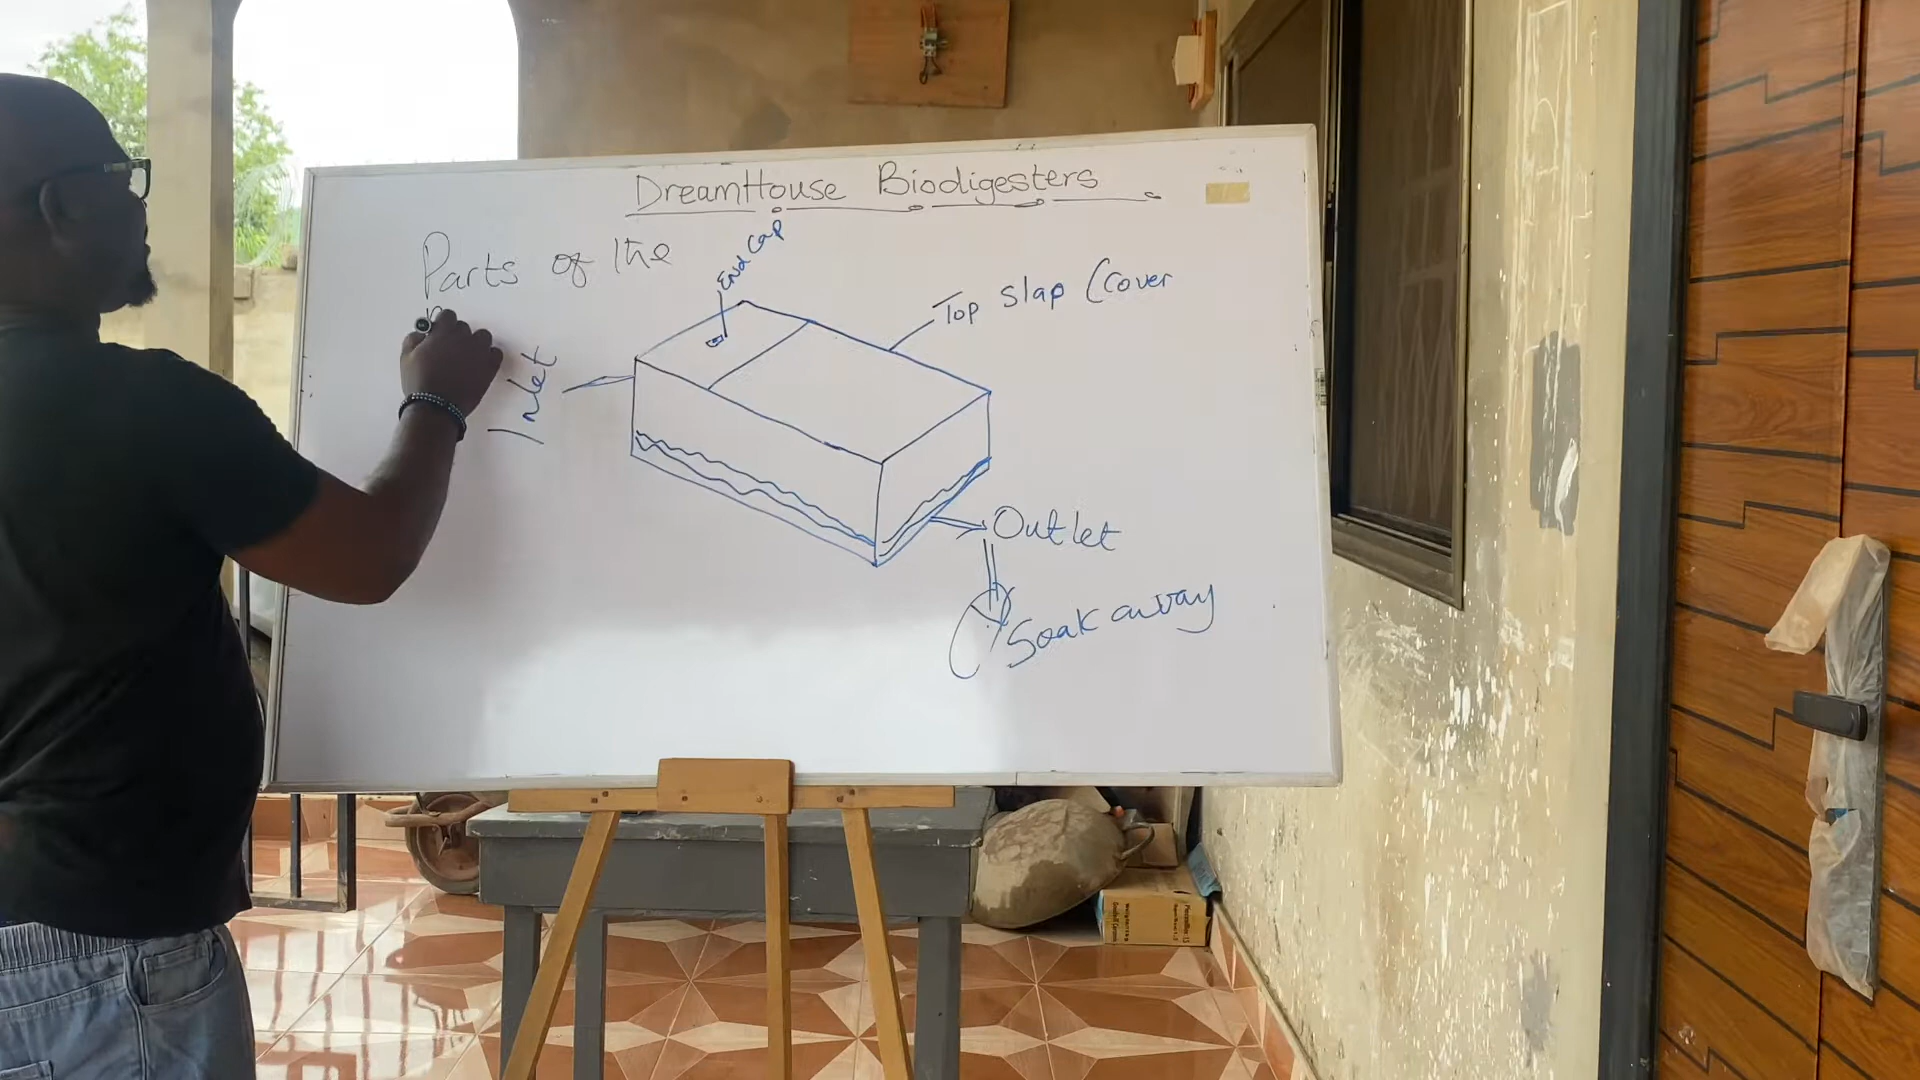 DreamHouse Biodigesters
Parts of the
End Cap
Top Slap (Cover
Inlet
Outlet
Soak away